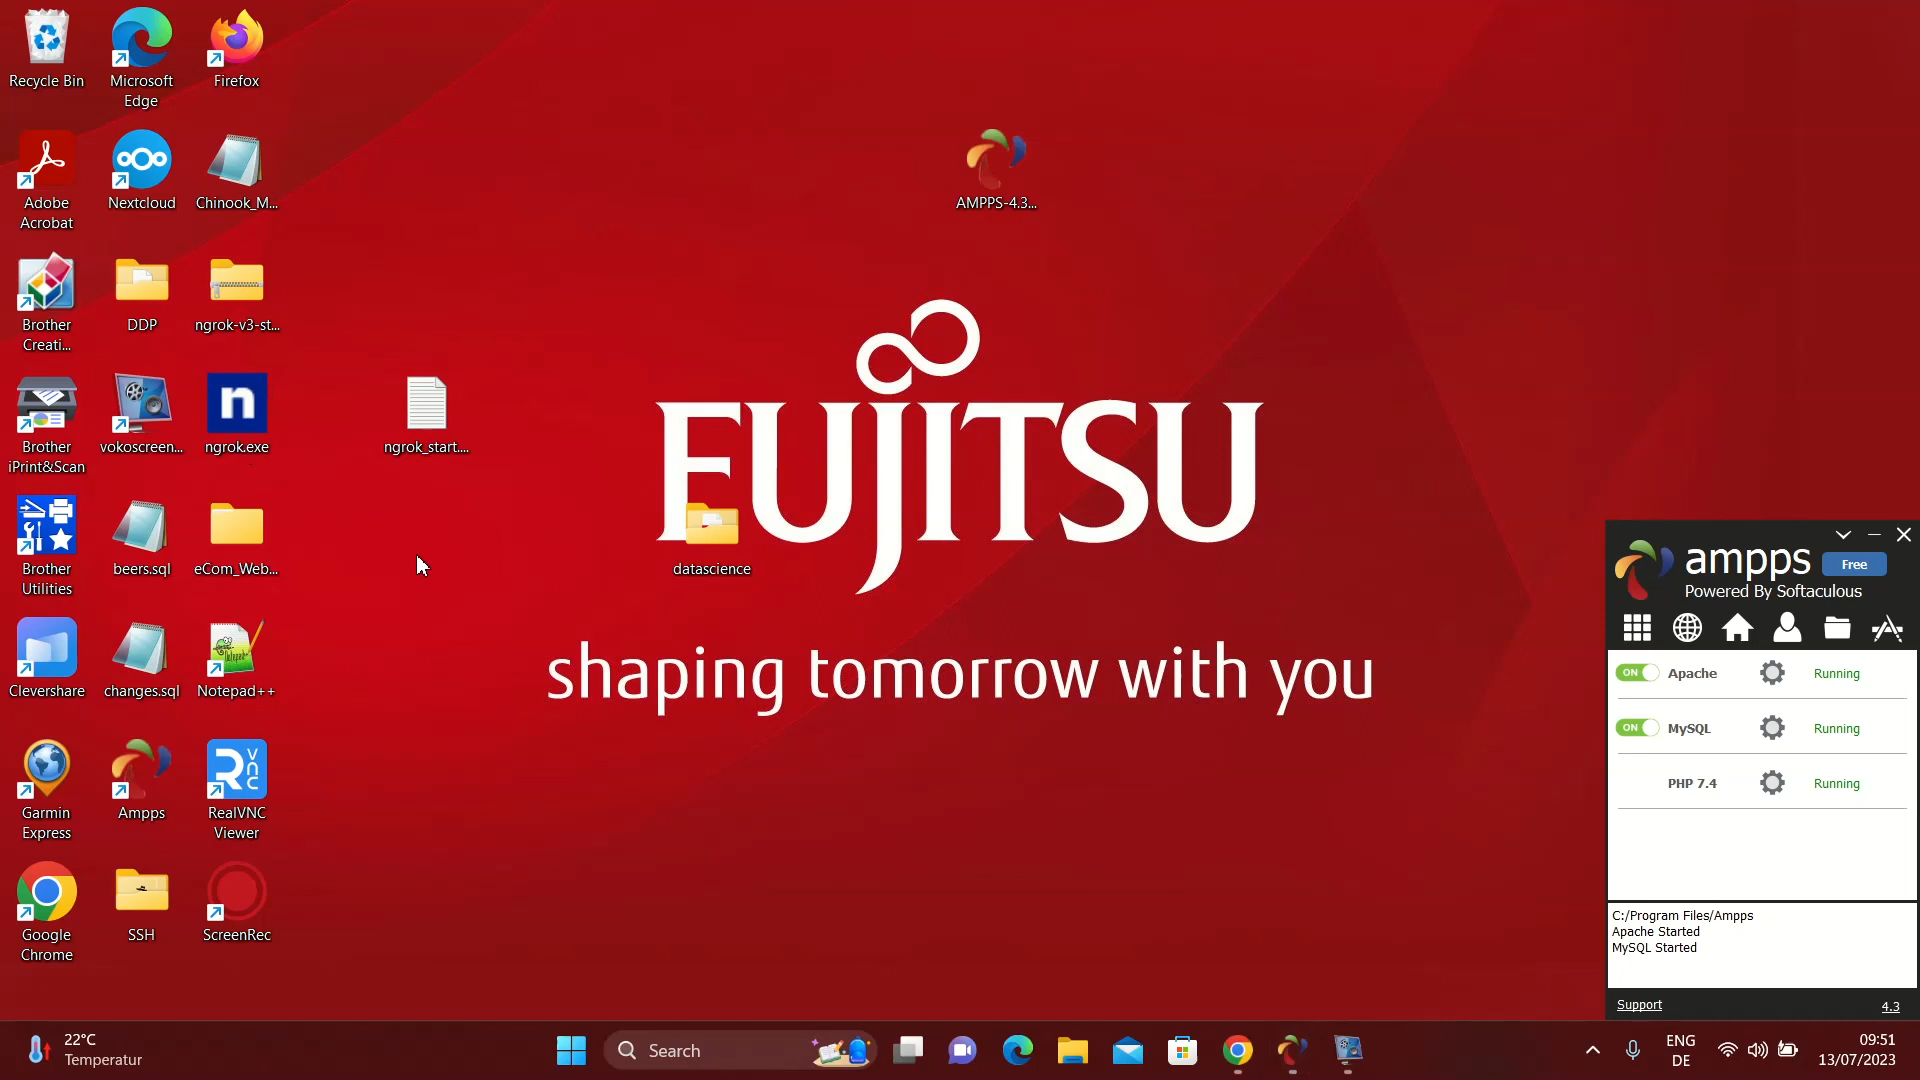 Recycle Bin
Microsoft
Edge
Firefox
Adobe
Acrobat
Nextcloud
Chinook_M...
AMPPS-4.3...
Brother
Creati...
DDP
ngrok-v3-st...
Brother
iPrint&Scan
vokoscreen...
ngrok.exe
ngrok_start....
FUJITSU
shaping tomorrow with you
Brother
Utilities
beers.sql
eCom_Web...
datascience
Clevershare
changes.sql
Notepad++
Garmin
Express
Ampps
RealVNC
Viewer
Google
Chrome
SSH
ScreenRec
ampps
Free
Powered By Softaculous
ON Apache Running
ON MySQL Running
PHP 7.4 Running
C:/Program Files/Ampps
Apache Started
MySQL Started
Support
4.3
22°C
Temperatur
Search
ENG
DE
09:51
13/07/2023